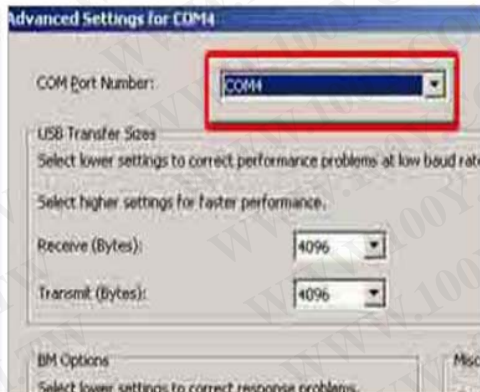 Advanced Settings for COM4
COM Port Number:
COM4
USB Transfer Sizes
Select lower settings to correct performance problems at low baud rate
Select higher settings for faster performance.
Receive (Bytes):
4096
Transmit (Bytes):
4096
BM Options
Misc
Select lower settings to correct response problems.